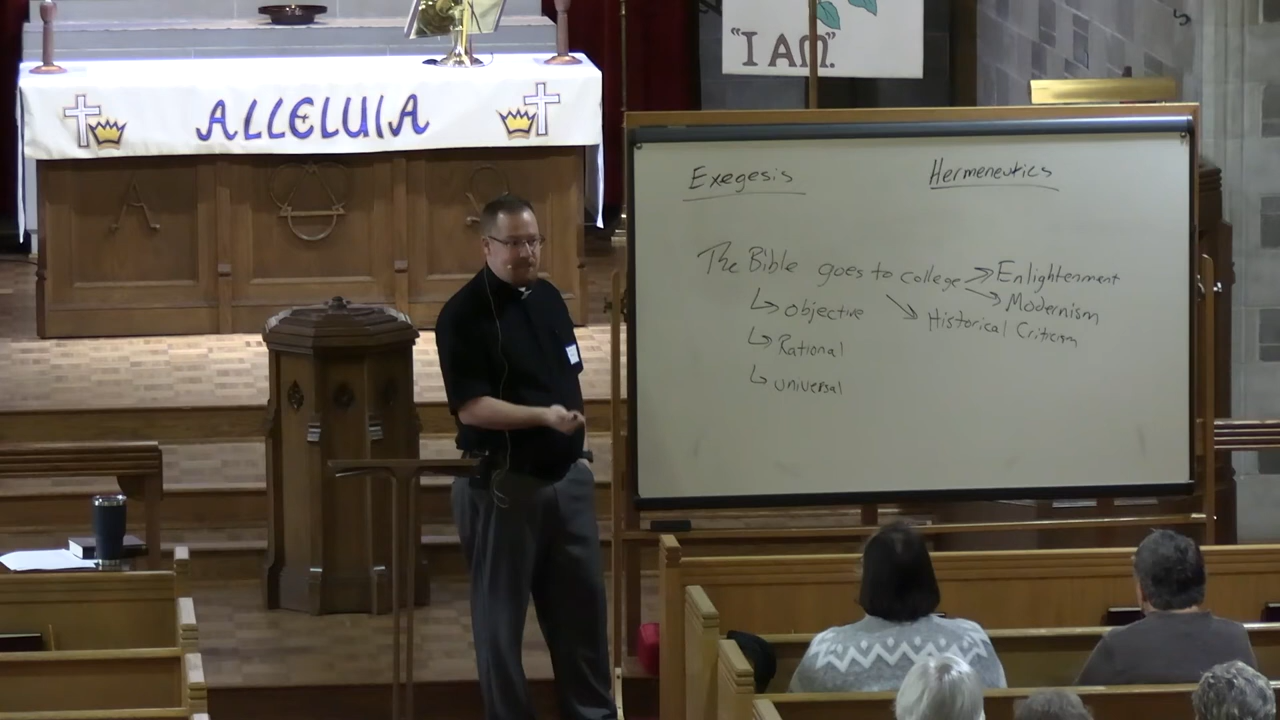 ALLELUIA
"I AM"
Exegesis Hermeneutics
The Bible goes to college → Enlightenment
→ Modernism
↳ Objective → Historical Criticism
↳ Rational
↳ universal